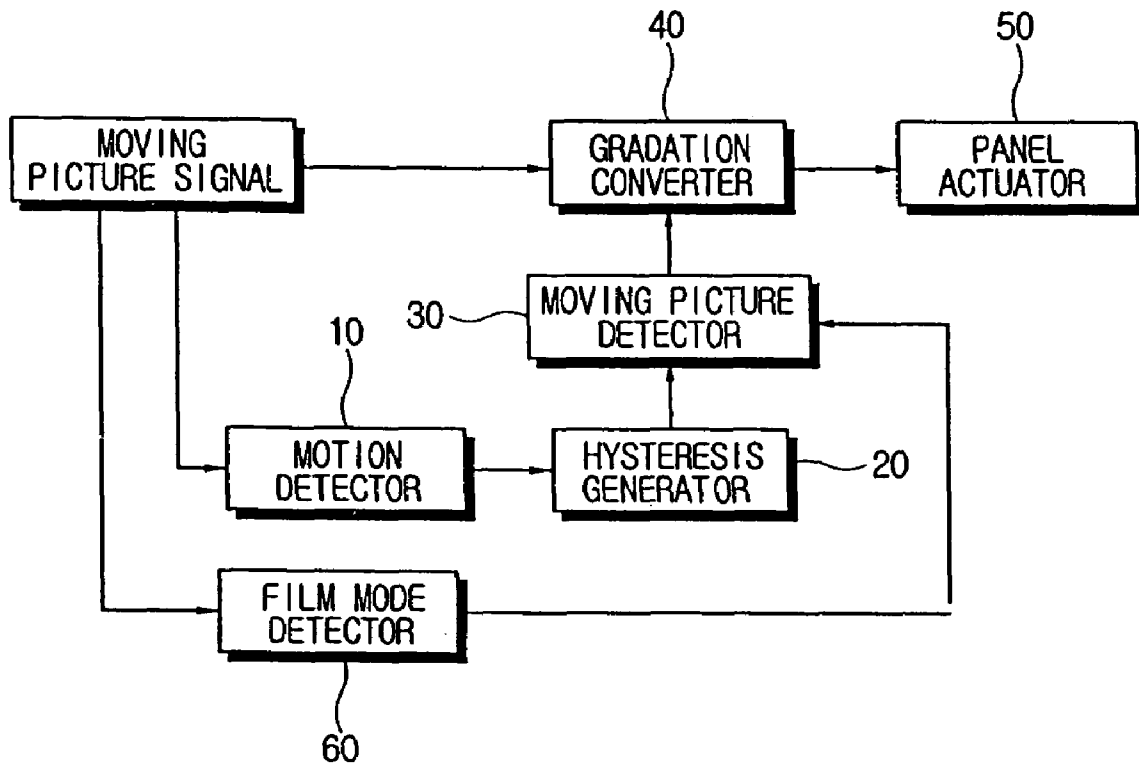 40
50
MOVING
PICTURE SIGNAL
GRADATION
CONVERTER
PANEL
ACTUATOR
30
MOVING PICTURE
DETECTOR
10
MOTION
DETECTOR
HYSTERESIS
GENERATOR
20
FILM MODE
DETECTOR
60